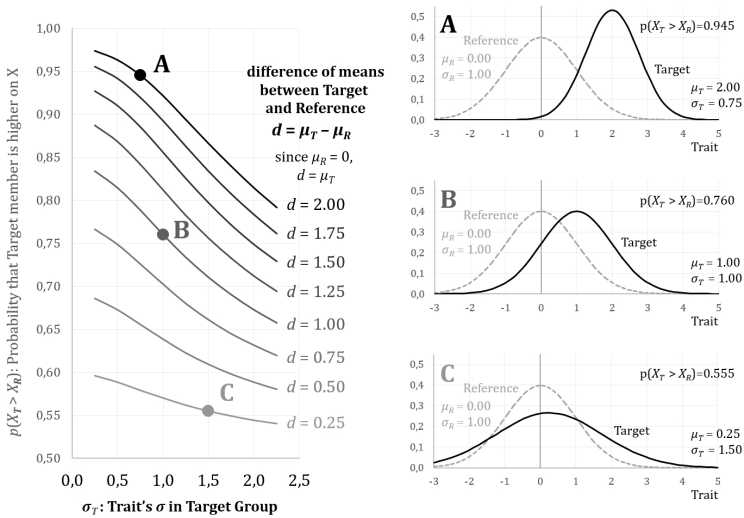 p(X_T > X_R): Probability that Target member is higher on X
1,00
0,95
0,90
0,85
0,80
0,75
0,70
0,65
0,60
0,55
0,50
0,0 0,5 1,0 1,5 2,0 2,5
σ_T: Trait's σ in Target Group
A
B
C
difference of means
between Target
and Reference
d = μ_T − μ_R
since μ_R = 0,
d = μ_T
d = 2.00
d = 1.75
d = 1.50
d = 1.25
d = 1.00
d = 0.75
d = 0.50
d = 0.25
A
Reference
μ_R = 0.00
σ_R = 1.00
p(X_T > X_R)=0.945
Target
μ_T = 2.00
σ_T = 0.75
0,5
0,4
0,3
0,2
0,1
0,0
-3 -2 -1 0 1 2 3 4 5
Trait
B
Reference
μ_R = 0.00
σ_R = 1.00
p(X_T > X_R)=0.760
Target
μ_T = 1.00
σ_T = 1.00
0,5
0,4
0,3
0,2
0,1
0,0
-3 -2 -1 0 1 2 3 4 5
Trait
C
Reference
μ_R = 0.00
σ_R = 1.00
p(X_T > X_R)=0.555
Target
μ_T = 0.25
σ_T = 1.50
0,5
0,4
0,3
0,2
0,1
0,0
-3 -2 -1 0 1 2 3 4 5
Trait